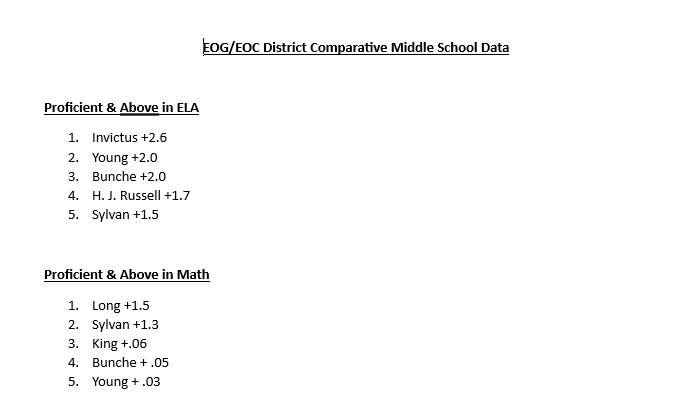 EOG/EOC District Comparative Middle School Data
Proficient & Above in ELA
1. Invictus +2.6
2. Young +2.0
3. Bunche +2.0
4. H. J. Russell +1.7
5. Sylvan +1.5
Proficient & Above in Math
1. Long +1.5
2. Sylvan +1.3
3. King +.06
4. Bunche + .05
5. Young + .03